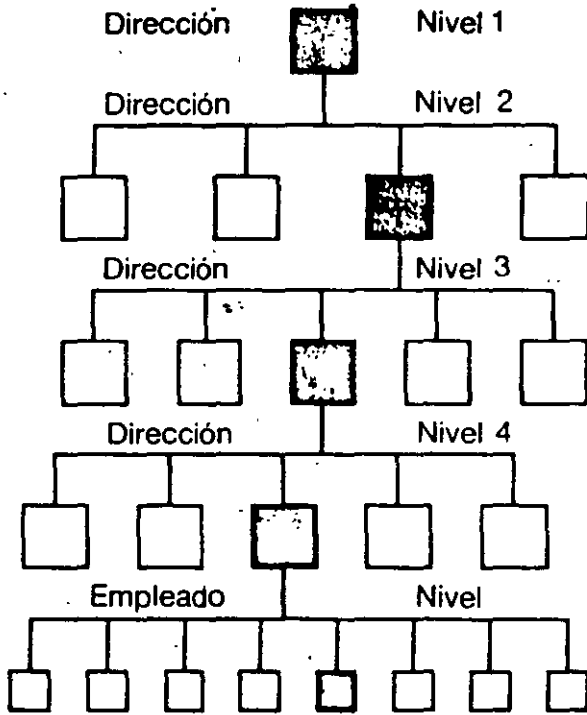 Dirección Nivel 1
Dirección Nivel 2
Dirección Nivel 3
Dirección Nivel 4
Empleado Nivel